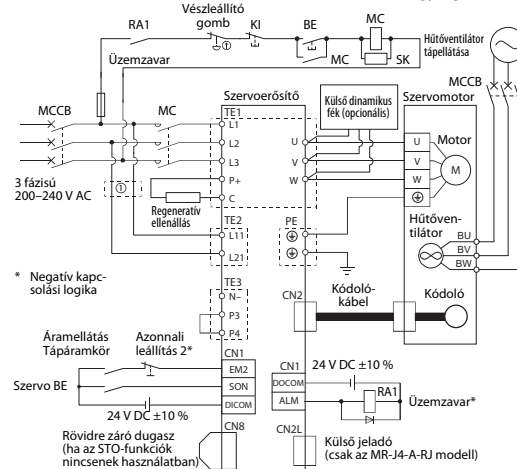 Vészleállító
gomb
RA1
KI
BE
MC
Hűtőventilátor
tápellátása
①
MC
SK
Üzemzavar
MCCB
MCCB
MC
Szervoerősítő
Külső dinamikus
fék (opcionális)
Szervomotor
TE1
L1
L2
L3
P+
C
U
V
W
U
V
W
Motor
M
3 fázisú
200–240 V AC
①
Regeneratív
ellenállás
TE2
L11
L21
PE
Hűtőven-
tilátor
BU
BV
BW
* Negatív kapc-
solási logika
TE3
N–
P3
P4
CN2
Kódoló-
kábel
Kódoló
Áramellátás
Tápáramkör
Azonnali
leállítás 2*
CN1
EM2
SON
DICOM
Szervo BE
24 V DC ±10 %
CN1
DOCOM
ALM
24 V DC ±10 %
RA1
Üzemzavar*
CN8
Rövidre záró dugasz
(ha az STO-funkciók
nincsenek használatban)
CN2L
Külső jeladó
(csak az MR-J4-A-RJ modell)